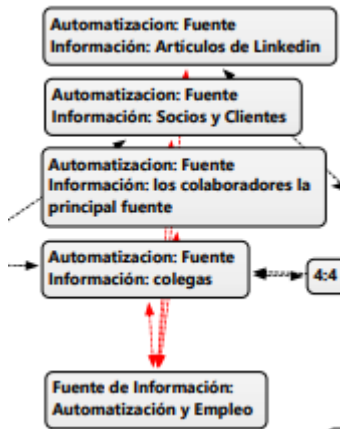 Automatizacion: Fuente
Información: Artículos de Linkedin
Automatizacion: Fuente
Información: Socios y Clientes
Automatizacion: Fuente
Información: los colaboradores la
principal fuente
Automatizacion: Fuente
Información: colegas
4:4
Fuente de Información:
Automatización y Empleo